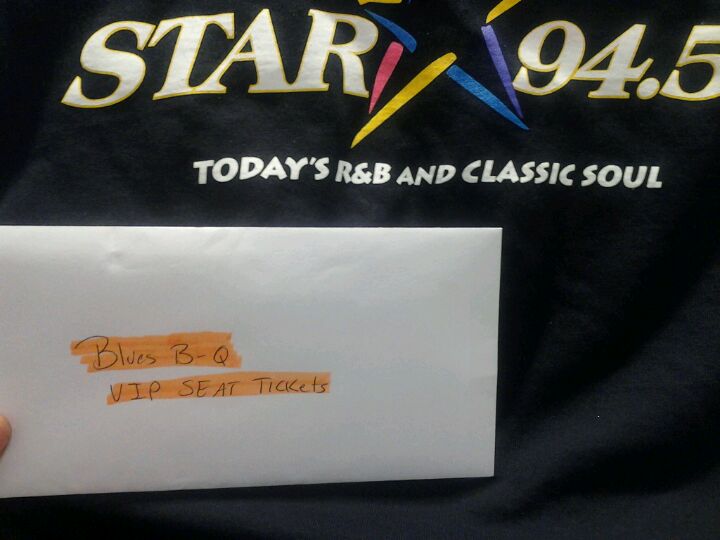 STAR 94.5
TODAY'S R&B AND CLASSIC SOUL
Blues B-Q
VIP SEAT TICKETS